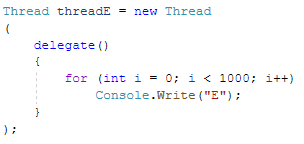 Thread threadE = new Thread
(
    delegate()
    {
        for (int i = 0; i < 1000; i++)
            Console.Write("E");
    }
);